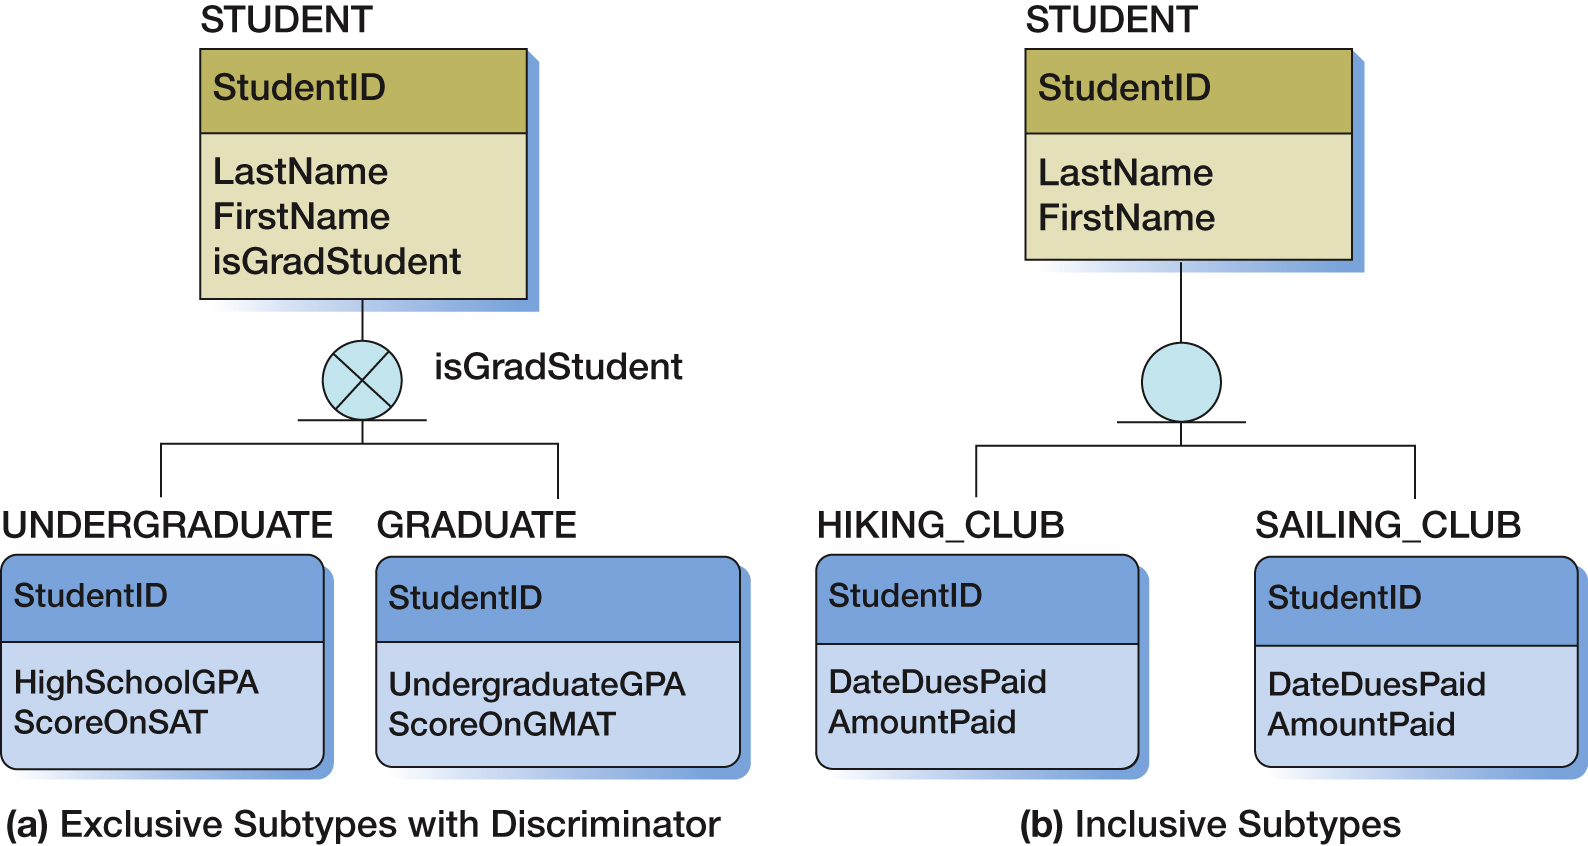 STUDENT
StudentID
LastName
FirstName
isGradStudent
isGradStudent
UNDERGRADUATE
StudentID
HighSchoolGPA
ScoreOnSAT
GRADUATE
StudentID
UndergraduateGPA
ScoreOnGMAT
(a) Exclusive Subtypes with Discriminator
STUDENT
StudentID
LastName
FirstName
HIKING_CLUB
StudentID
DateDuesPaid
AmountPaid
SAILING_CLUB
StudentID
DateDuesPaid
AmountPaid
(b) Inclusive Subtypes